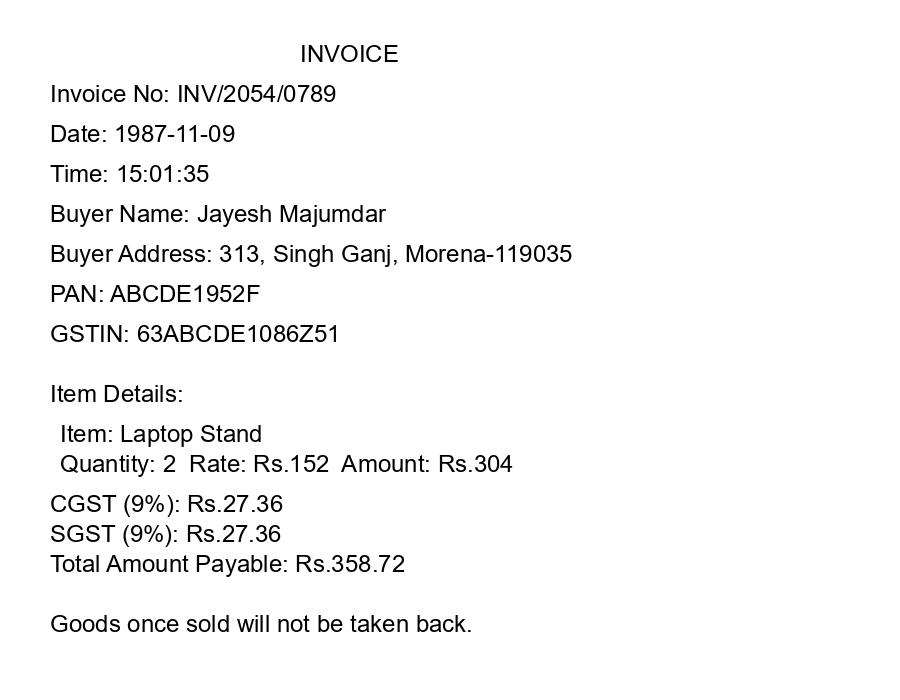 INVOICE
Invoice No: INV/2054/0789
Date: 1987-11-09
Time: 15:01:35
Buyer Name: Jayesh Majumdar
Buyer Address: 313, Singh Ganj, Morena-119035
PAN: ABCDE1952F
GSTIN: 63ABCDE1086Z51
Item Details:
Item: Laptop Stand
Quantity: 2  Rate: Rs.152  Amount: Rs.304
CGST (9%): Rs.27.36
SGST (9%): Rs.27.36
Total Amount Payable: Rs.358.72
Goods once sold will not be taken back.